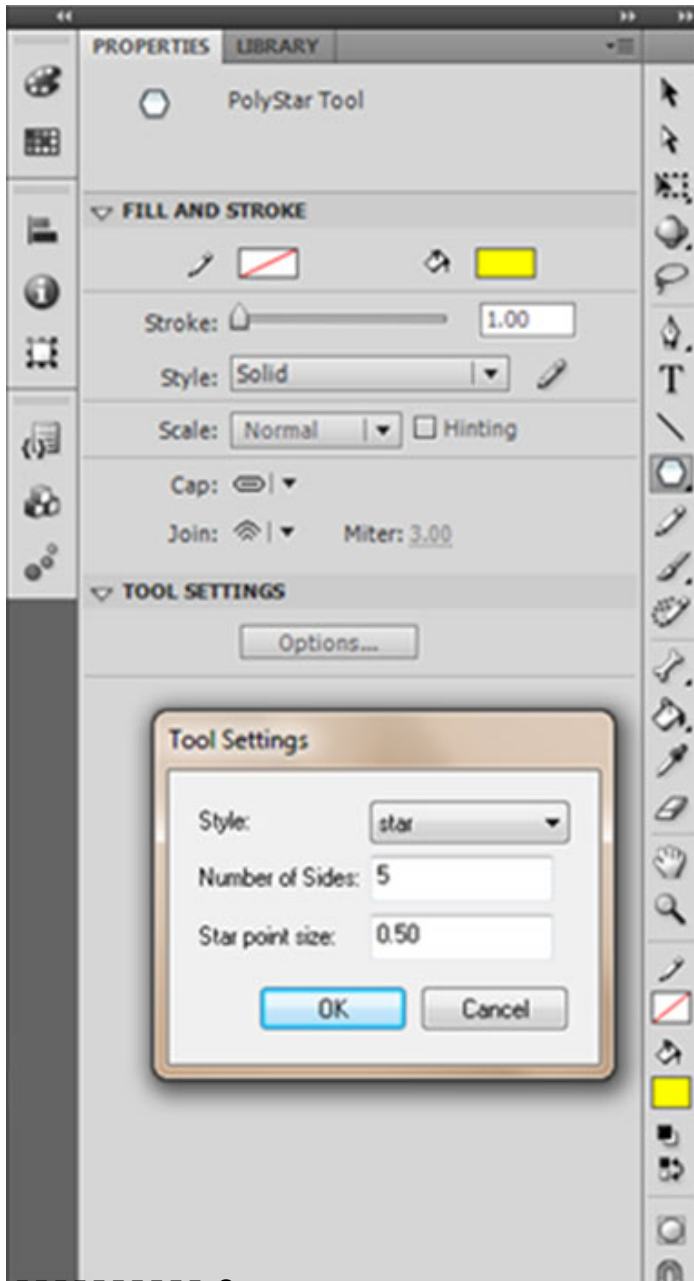 PROPERTIES LIBRARY
PolyStar Tool
FILL AND STROKE
Stroke: 1.00
Style: Solid
Scale: Normal Hinting
Cap:
Join: Miter: 3.00
TOOL SETTINGS
Options...
Tool Settings
Style: star
Number of Sides: 5
Star point size: 0.50
OK Cancel